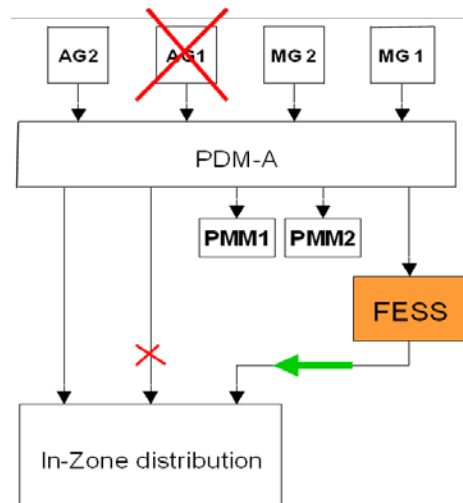 AG2
AG1
MG 2
MG 1
PDM-A
PMM1
PMM2
FESS
In-Zone distribution